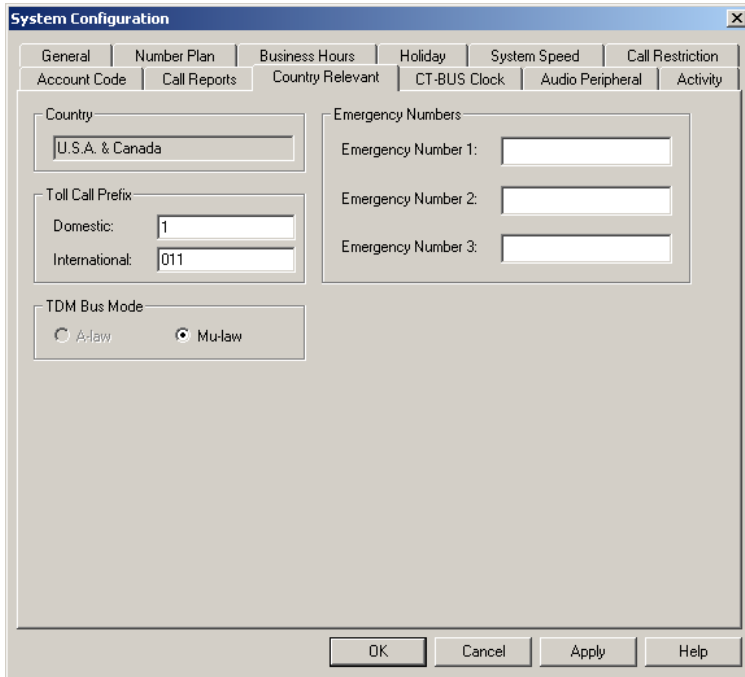 System Configuration
General Number Plan Business Hours Holiday System Speed Call Restriction
Account Code Call Reports Country Relevant CT-BUS Clock Audio Peripheral Activity
Country
U.S.A. & Canada
Toll Call Prefix
Domestic: 1
International: 011
TDM Bus Mode
A-law Mu-law
Emergency Numbers
Emergency Number 1:
Emergency Number 2:
Emergency Number 3:
OK Cancel Apply Help